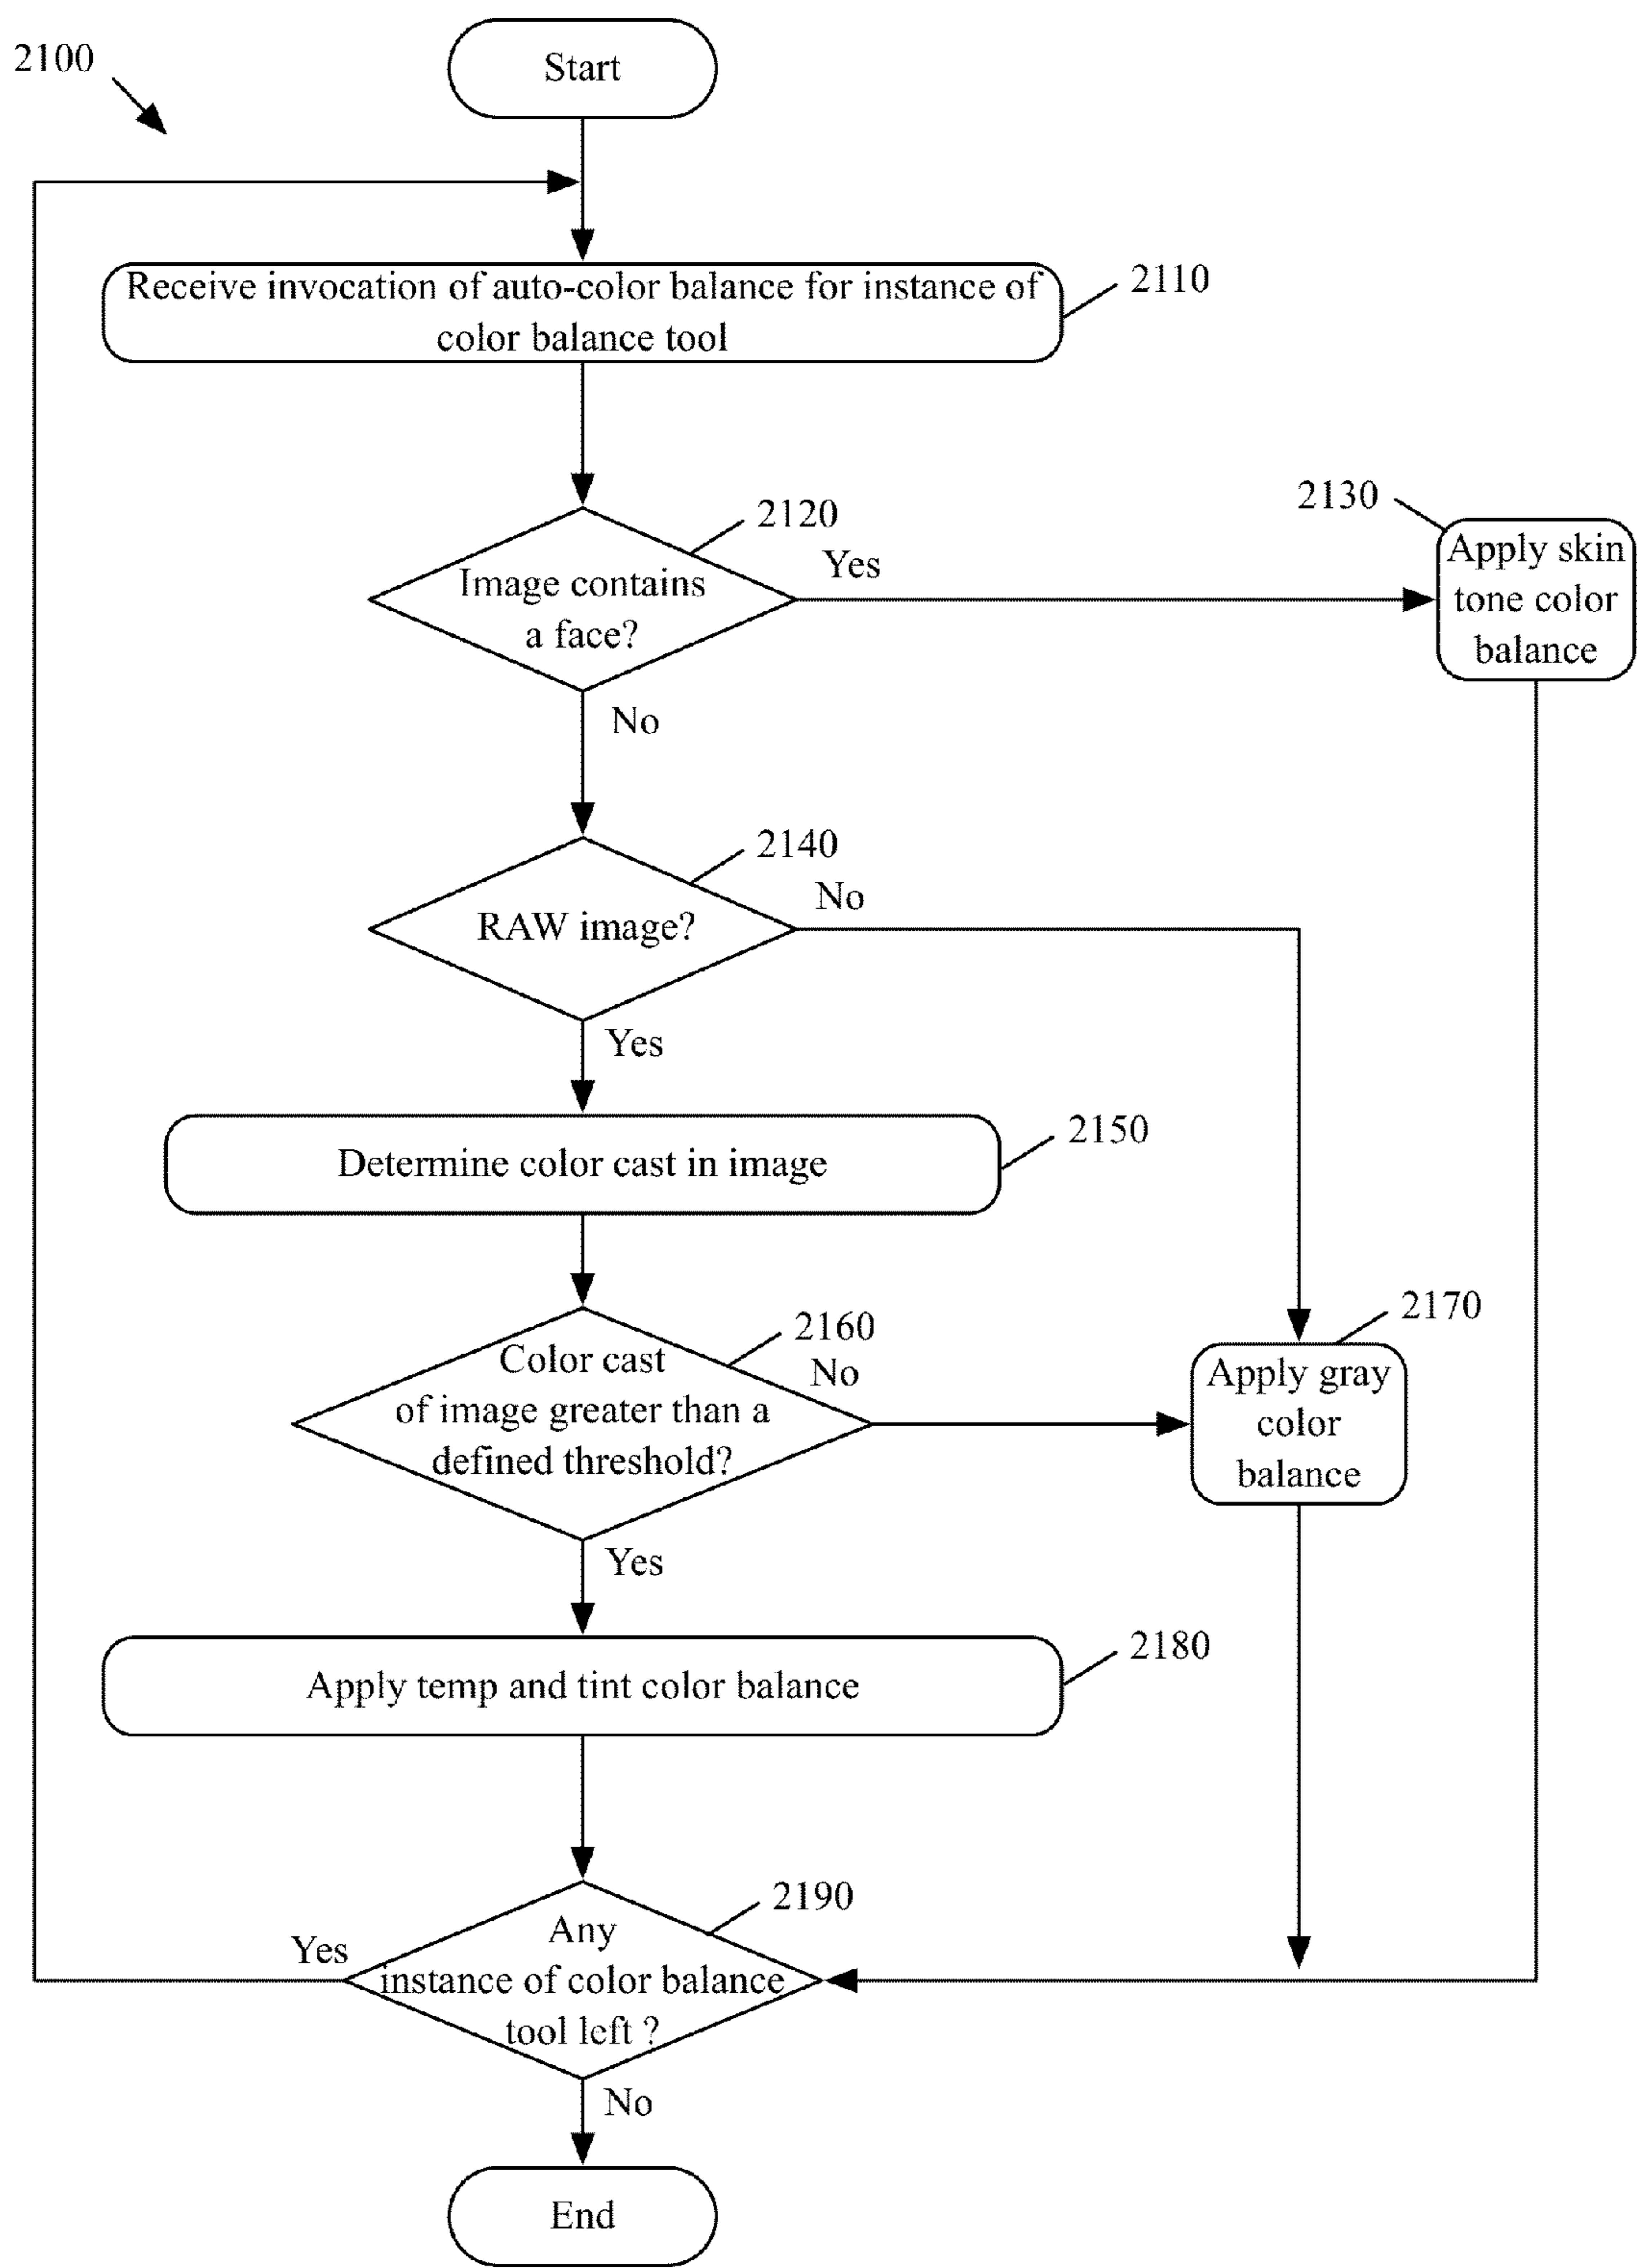 2100
Start
Receive invocation of auto-color balance for instance of
color balance tool
2110
2120
Image contains
a face?
Yes
No
2130
Apply skin
tone color
balance
2140
RAW image?
No
Yes
2150
Determine color cast in image
2160
Color cast
of image greater than a
defined threshold?
No
Yes
2170
Apply gray
color
balance
2180
Apply temp and tint color balance
2190
Any
instance of color balance
tool left ?
Yes
No
End